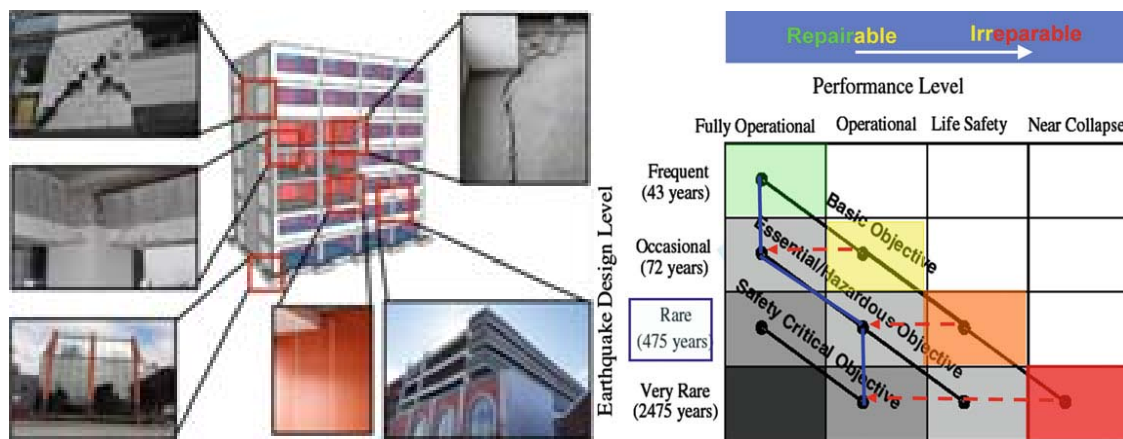 Repairable
Irreparable
Performance Level
Fully Operational
Operational
Life Safety
Near Collapse
Earthquake Design Level
Frequent
(43 years)
Occasional
(72 years)
Rare
(475 years)
Very Rare
(2475 years)
Basic Objective
Essential/Hazardous Objective
Safety Critical Objective